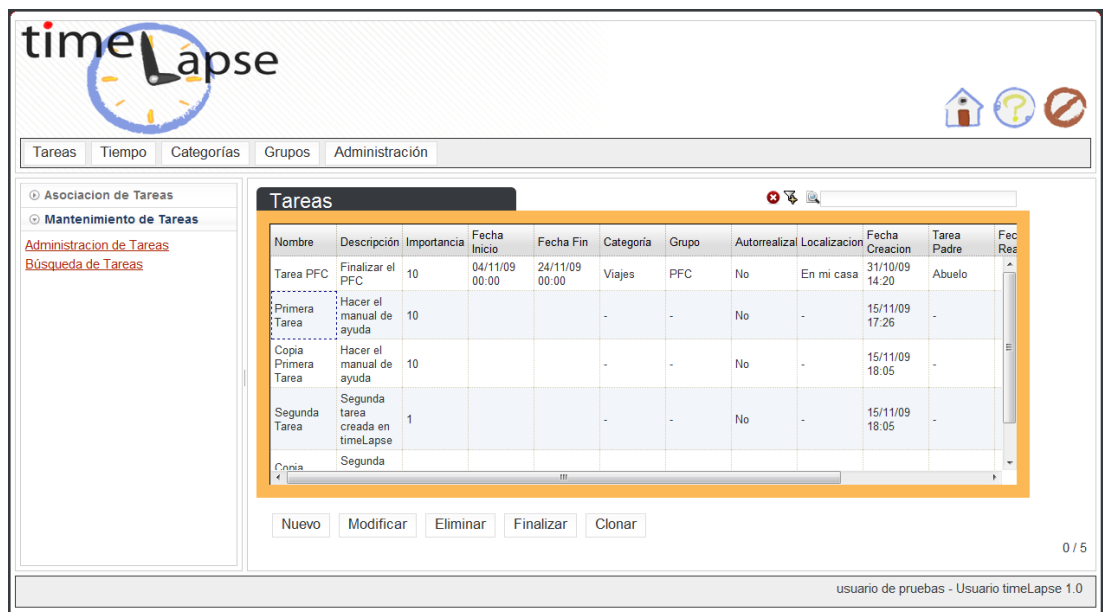 timeLapse
Tareas Tiempo Categorías Grupos Administración
Asociacion de Tareas
Mantenimiento de Tareas
Administracion de Tareas
Búsqueda de Tareas
Tareas
Nombre Descripción Importancia Fecha Inicio Fecha Fin Categoría Grupo Autorrealizal Localizacion Fecha Creacion Tarea Padre Fec Rea
Tarea PFC Finalizar el PFC 10 04/11/09 00:00 24/11/09 00:00 Viajes PFC No En mi casa 31/10/09 14:20 Abuelo
Primera Tarea Hacer el manual de ayuda 10 - - No - 15/11/09 17:26 -
Copia Primera Tarea Hacer el manual de ayuda 10 - - No - 15/11/09 18:05 -
Segunda Tarea Segunda tarea creada en timeLapse 1 - - No - 15/11/09 18:05 -
Copia Segunda
Nuevo Modificar Eliminar Finalizar Clonar
0 / 5
usuario de pruebas - Usuario timeLapse 1.0